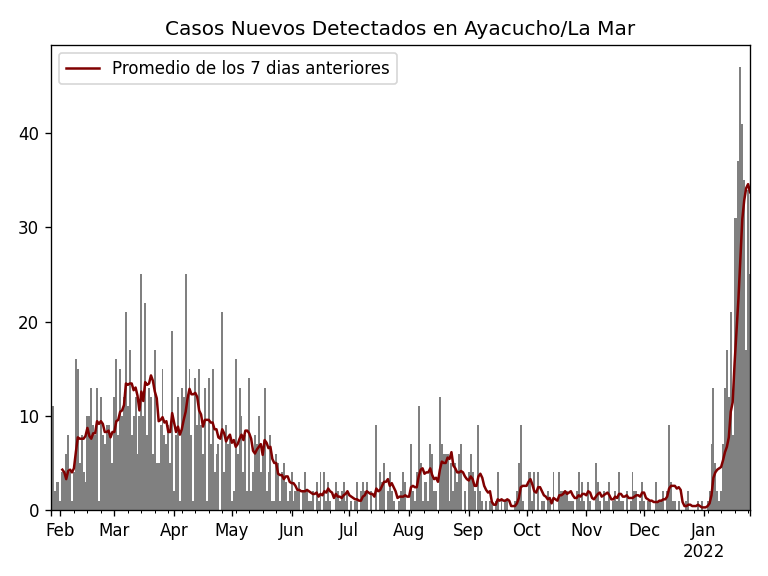 Casos Nuevos Detectados en Ayacucho/La Mar
Promedio de los 7 dias anteriores
40
30
20
10
0
Feb Mar Apr May Jun Jul Aug Sep Oct Nov Dec Jan
2022